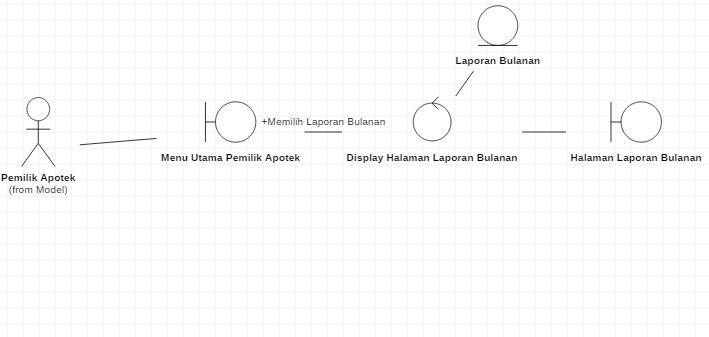 Laporan Bulanan
+Memilih Laporan Bulanan
Menu Utama Pemilik Apotek
Display Halaman Laporan Bulanan
Halaman Laporan Bulanan
Pemilik Apotek
(from Model)